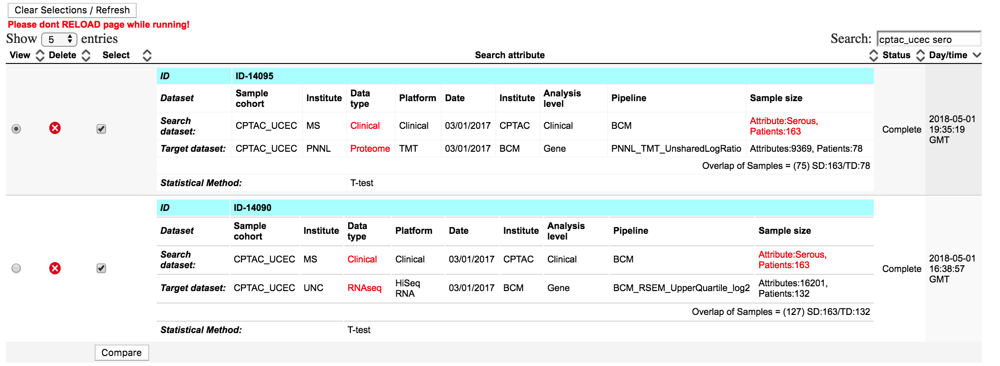 Clear Selections / Refresh
Please dont RELOAD page while running!
Show 5 entries Search: cptac_ucec sero
View Delete Select Search attribute Status Day/time
ID ID-14095
Dataset Sample cohort Institute Data type Platform Date Institute Analysis level Pipeline Sample size
Search dataset: CPTAC_UCEC MS Clinical Clinical 03/01/2017 CPTAC Clinical BCM Attribute:Serous, Patients:163
Target dataset: CPTAC_UCEC PNNL Proteome TMT 03/01/2017 BCM Gene PNNL_TMT_UnsharedLogRatio Attributes:9369, Patients:78
Overlap of Samples = (75) SD:163/TD:78
Statistical Method: T-test
Complete 2018-05-01 19:35:19 GMT
ID ID-14090
Dataset Sample cohort Institute Data type Platform Date Institute Analysis level Pipeline Sample size
Search dataset: CPTAC_UCEC MS Clinical Clinical 03/01/2017 CPTAC Clinical BCM Attribute:Serous, Patients:163
Target dataset: CPTAC_UCEC UNC RNAseq HiSeq RNA 03/01/2017 BCM Gene BCM_RSEM_UpperQuartile_log2 Attributes:16201, Patients:132
Overlap of Samples = (127) SD:163/TD:132
Statistical Method: T-test
Complete 2018-05-01 16:38:57 GMT
Compare